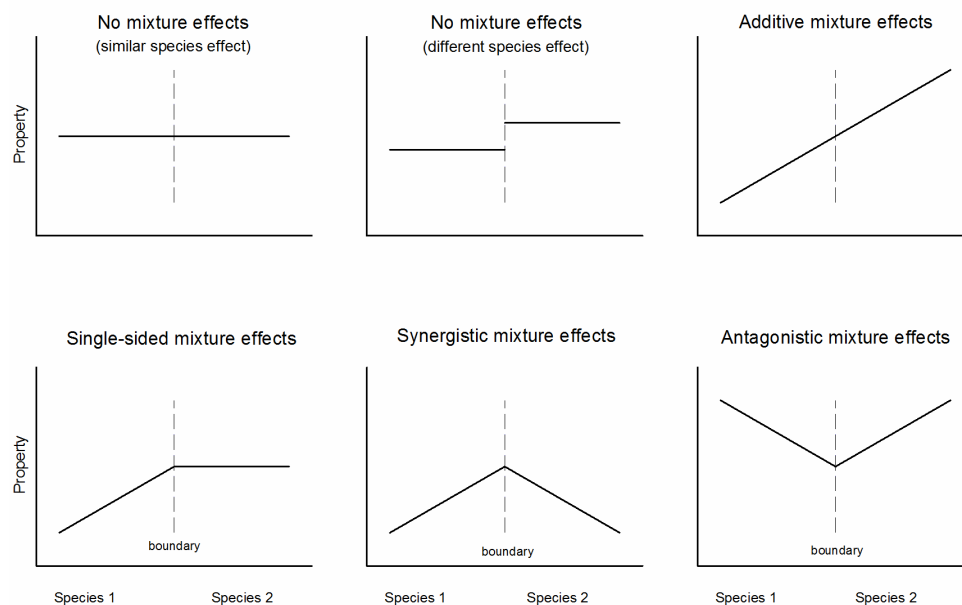 No mixture effects
(similar species effect)
No mixture effects
(different species effect)
Additive mixture effects
Property
Single-sided mixture effects
Synergistic mixture effects
Antagonistic mixture effects
Property
boundary
boundary
boundary
Species 1
Species 2
Species 1
Species 2
Species 1
Species 2